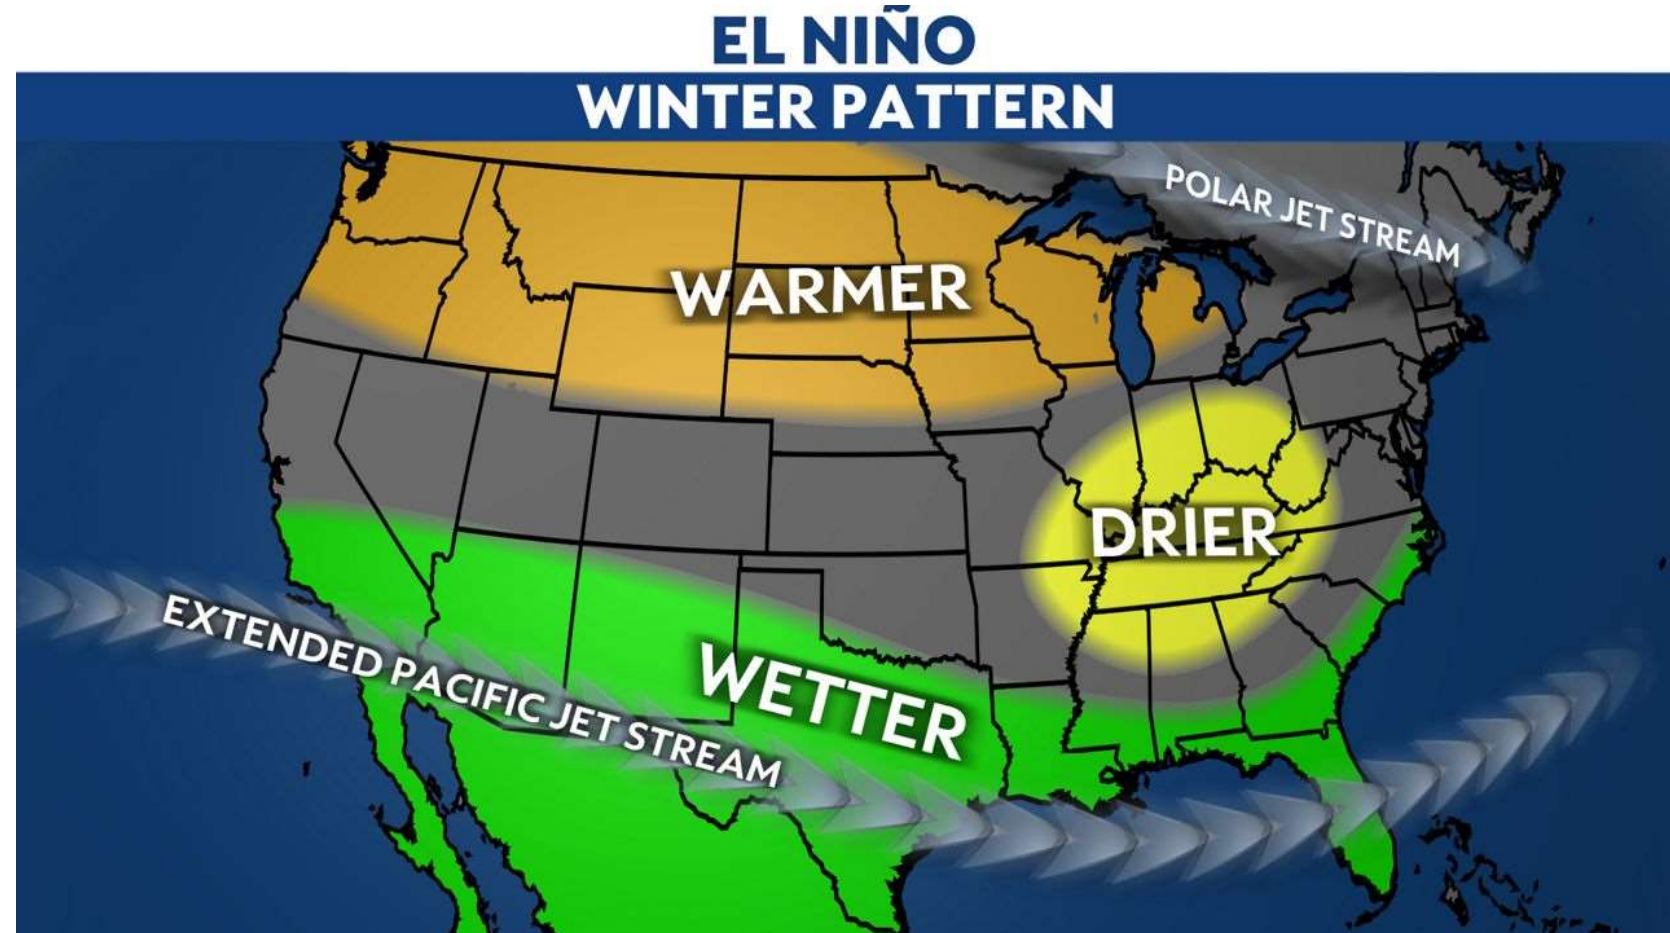 EL NIÑO
WINTER PATTERN
POLAR JET STREAM
WARMER
DRIER
EXTENDED PACIFIC JET STREAM
WETTER